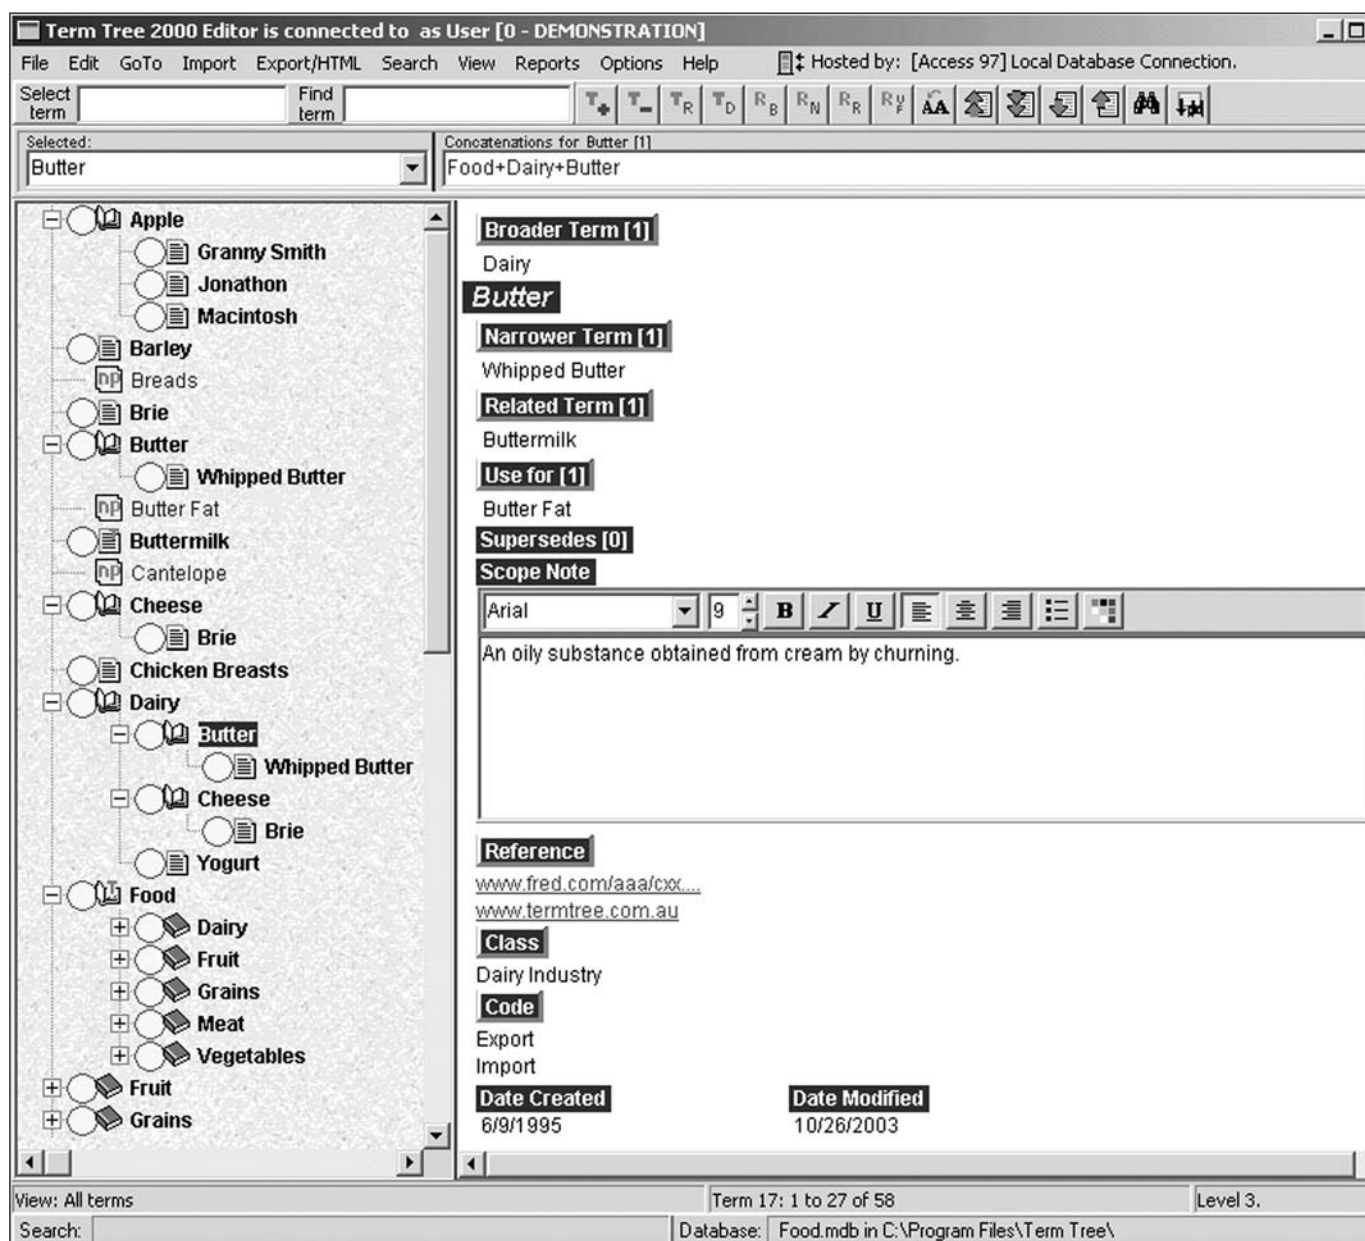 Term Tree 2000 Editor is connected to as User [0 - DEMONSTRATION]
File Edit GoTo Import Export/HTML Search View Reports Options Help Hosted by: [Access 97] Local Database Connection.
Select term Find term
Selected: Concatenations for Butter [1]
Butter Food+Dairy+Butter
Apple
Granny Smith
Jonathon
Macintosh
Barley
np Breads
Brie
Butter
Whipped Butter
np Butter Fat
Buttermilk
np Cantelope
Cheese
Brie
Chicken Breasts
Dairy
Butter
Whipped Butter
Cheese
Brie
Yogurt
Food
Dairy
Fruit
Grains
Meat
Vegetables
Fruit
Grains
Broader Term [1]
Dairy
Butter
Narrower Term [1]
Whipped Butter
Related Term [1]
Buttermilk
Use for [1]
Butter Fat
Supersedes [0]
Scope Note
Arial 9 B I U
An oily substance obtained from cream by churning.
Reference
www.fred.com/aaa/cxx....
www.termtree.com.au
Class
Dairy Industry
Code
Export
Import
Date Created Date Modified
6/9/1995 10/26/2003
View: All terms Term 17: 1 to 27 of 58 Level 3.
Search: Database: Food.mdb in C:\Program Files\Term Tree\